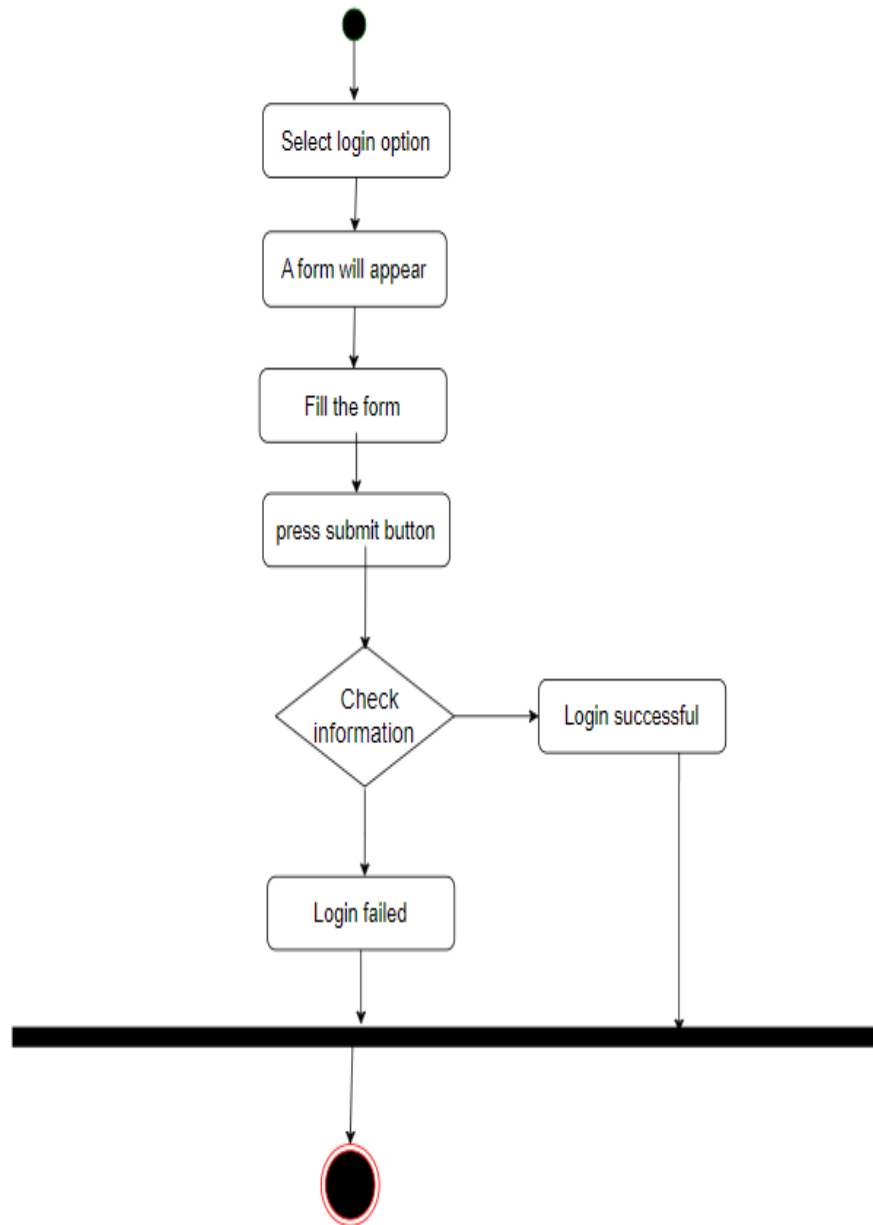 Select login option
A form will appear
Fill the form
press submit button
Check
information
Login successful
Login failed